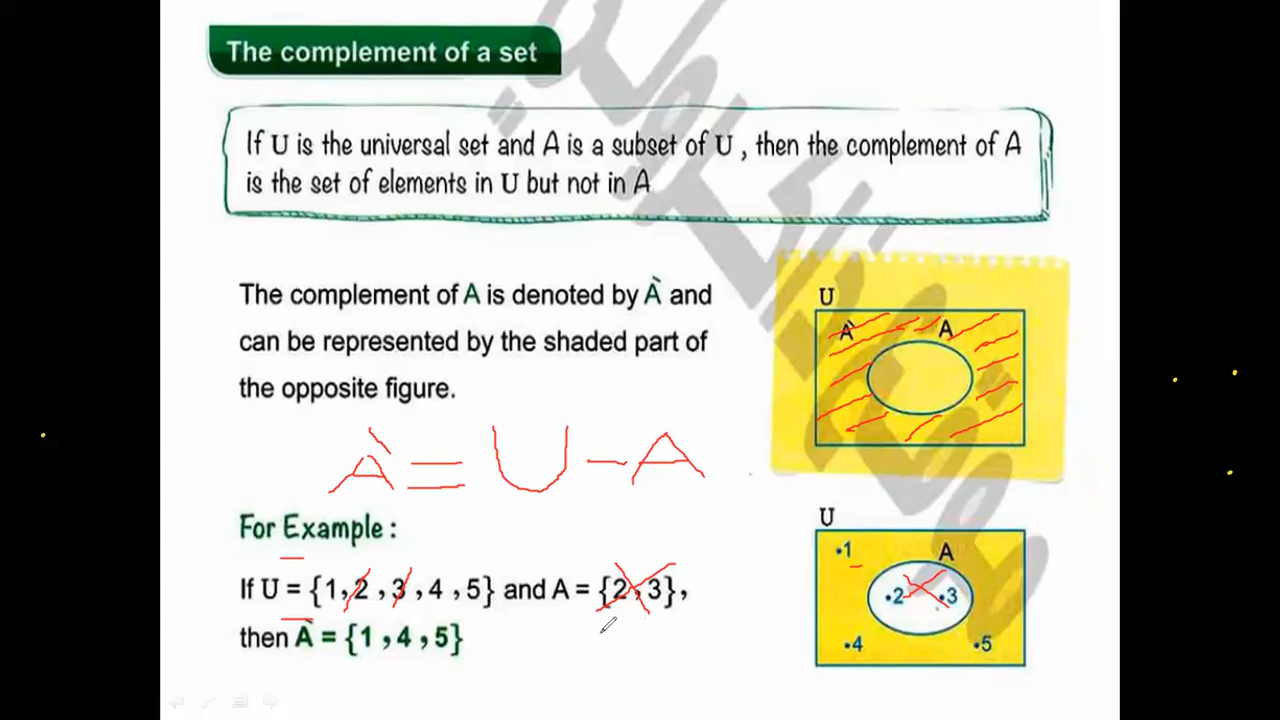 The complement of a set
If U is the universal set and A is a subset of U , then the complement of A
is the set of elements in U but not in A
The complement of A is denoted by À and
can be represented by the shaded part of
the opposite figure.
U
À A
À = U - A
For Example :
If U = {1 , 2 , 3 , 4 , 5} and A = {2 , 3} ,
then À = {1 , 4 , 5}
U
•1 A
•2 •3
•4 •5